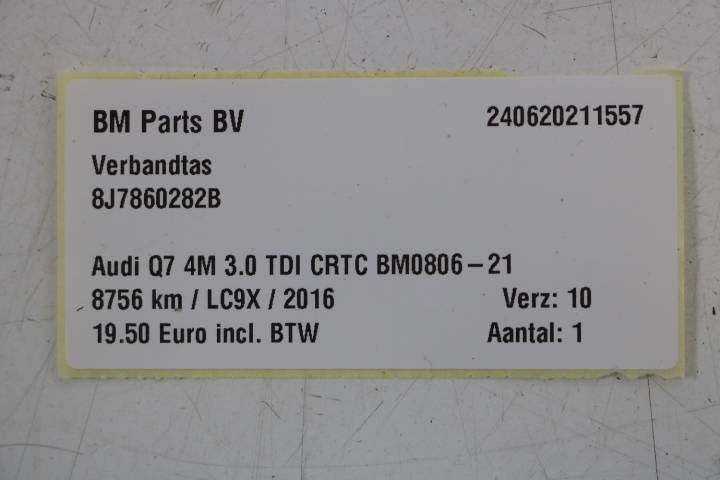 BM Parts BV 240620211557
Verbandtas
8J7860282B
Audi Q7 4M 3.0 TDI CRTC BM0806-21
8756 km / LC9X / 2016 Verz: 10
19.50 Euro incl. BTW Aantal: 1